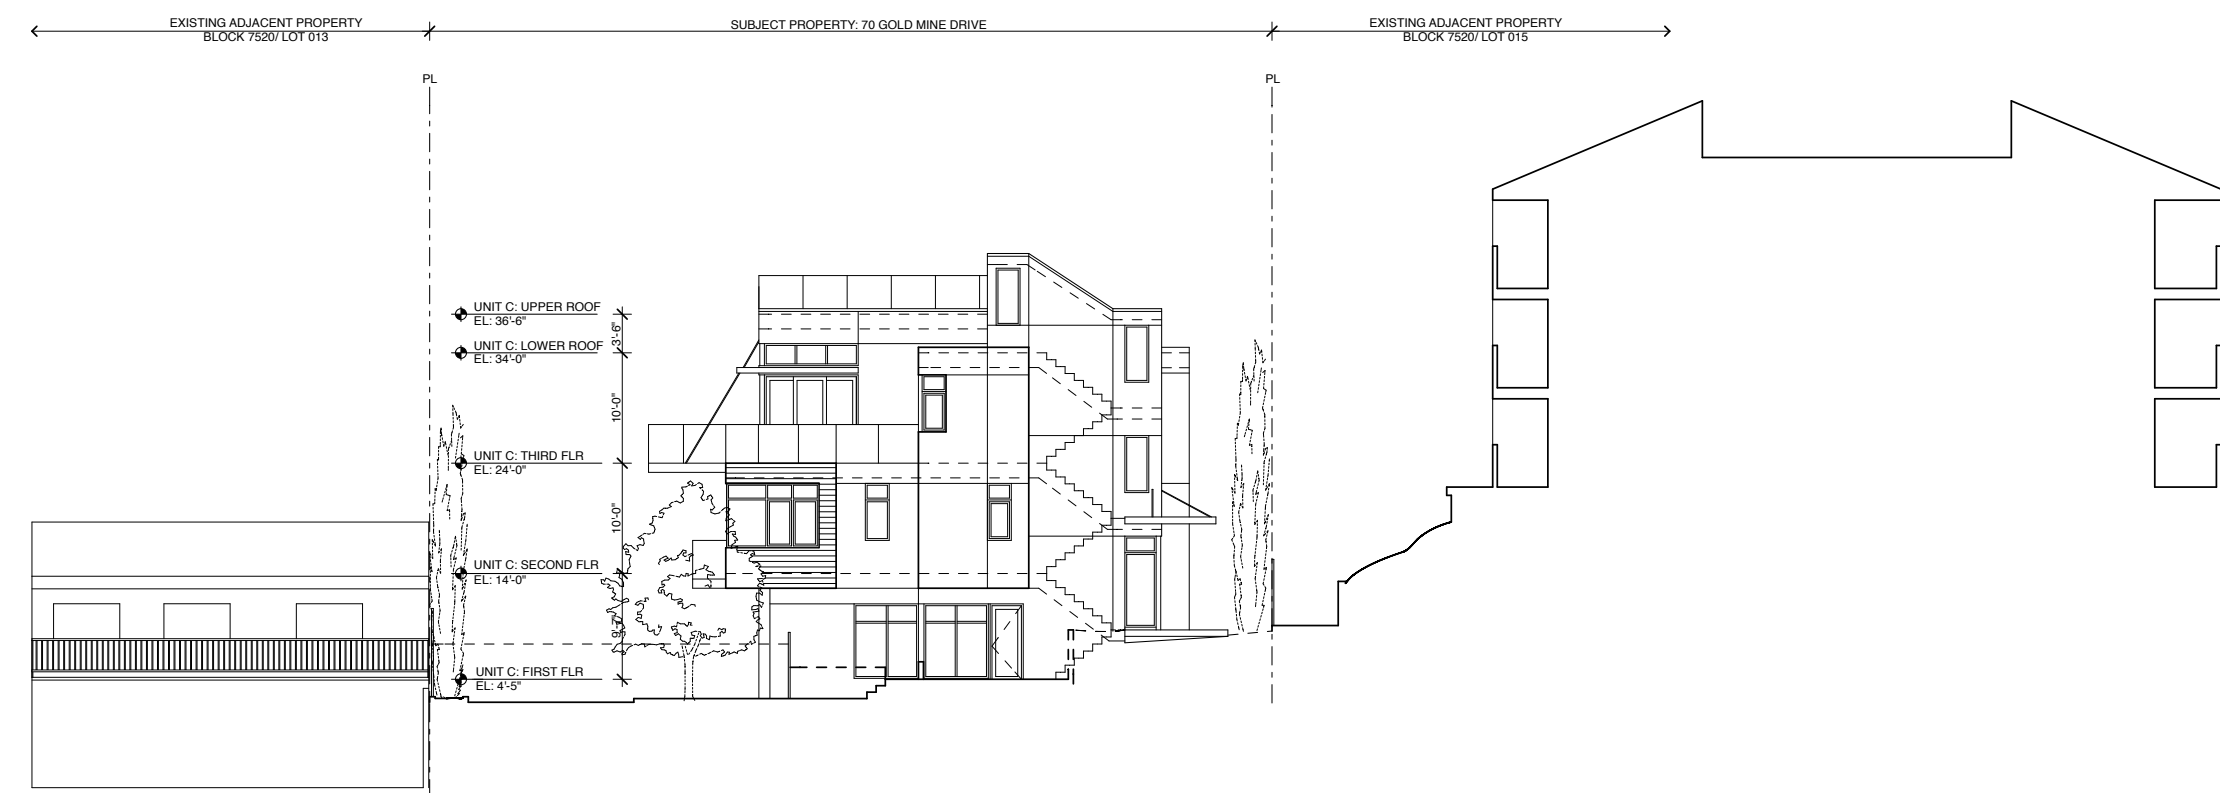 EXISTING ADJACENT PROPERTY
BLOCK 7520/ LOT 013
SUBJECT PROPERTY: 70 GOLD MINE DRIVE
EXISTING ADJACENT PROPERTY
BLOCK 7520/ LOT 015
PL
PL
UNIT C: UPPER ROOF
EL: 36'-6"
3'-6"
UNIT C: LOWER ROOF
EL: 34'-0"
10'-0"
UNIT C: THIRD FLR
EL: 24'-0"
10'-0"
UNIT C: SECOND FLR
EL: 14'-0"
9'-7"
UNIT C: FIRST FLR
EL: 4'-5"